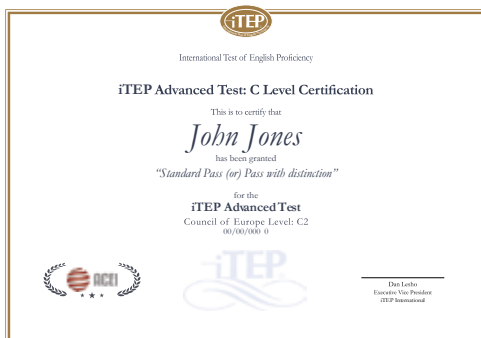 iTEP
International Test of English Proficiency
iTEP Advanced Test: C Level Certification
This is to certify that
John Jones
has been granted
“Standard Pass (or) Pass with distinction”
for the
iTEP Advanced Test
Council of Europe Level: C2
00/00/000 0
iTEP
ACEI
Dan Lesho
Executive Vice President
iTEP International